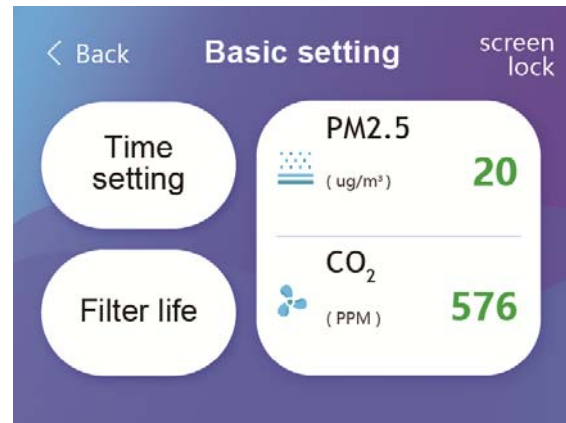 < Back
Basic setting
screen
lock
Time
setting
Filter life
PM2.5
( ug/m³ )
20
CO₂
( PPM )
576